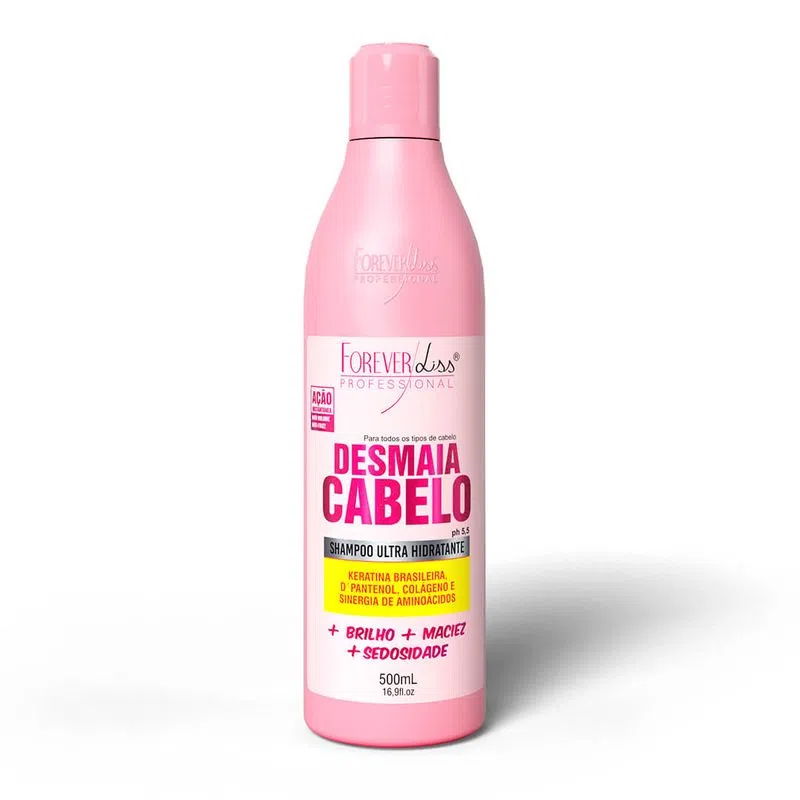 FOREVER Liss
PROFESSIONAL
FOREVER Liss®
PROFESSIONAL
AÇÃO
INSTANTÂNEA
Para todos os tipos de cabelo
DESMAIA
CABELO
ph 5,5
SHAMPOO ULTRA HIDRATANTE
KERATINA BRASILEIRA,
D´PANTENOL, COLÁGENO E
SINERGIA DE AMINOÁCIDOS
+ BRILHO + MACIEZ
+ SEDOSIDADE
500mL
16,9fl.oz